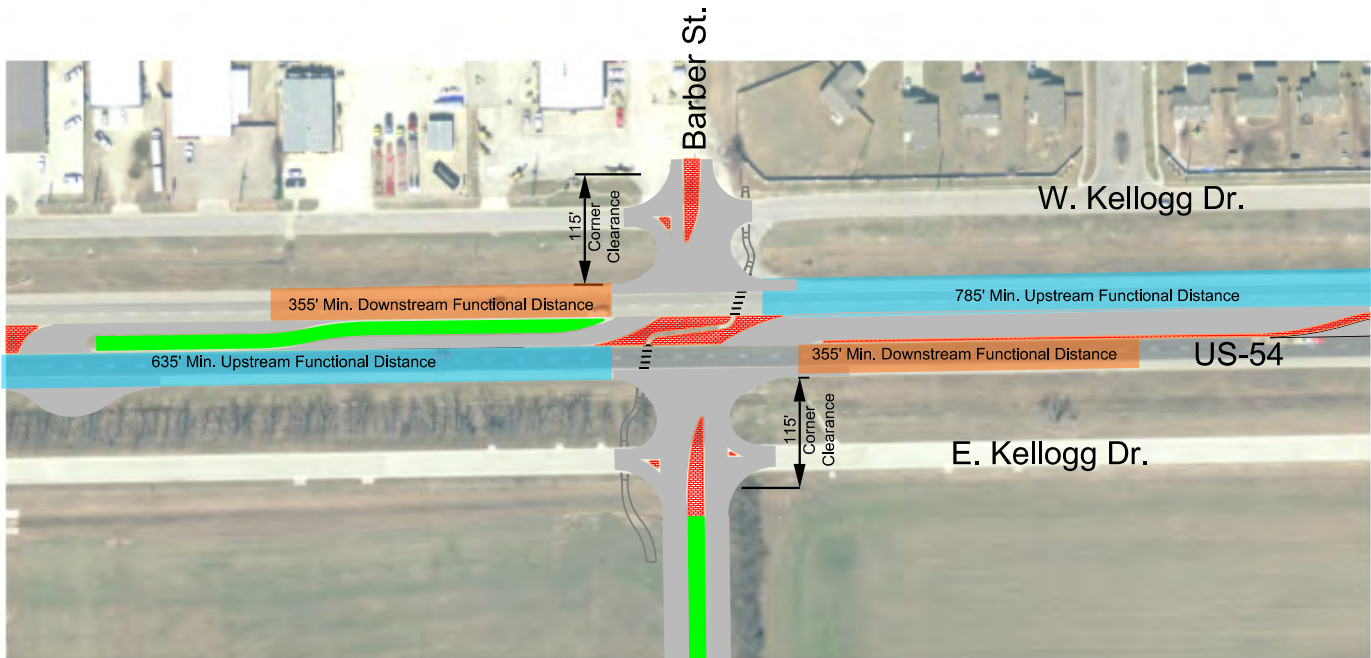 Barber St.
W. Kellogg Dr.
115'
Corner
Clearance
785' Min. Upstream Functional Distance
355' Min. Downstream Functional Distance
635' Min. Upstream Functional Distance
355' Min. Downstream Functional Distance
US-54
115'
Corner
Clearance
E. Kellogg Dr.